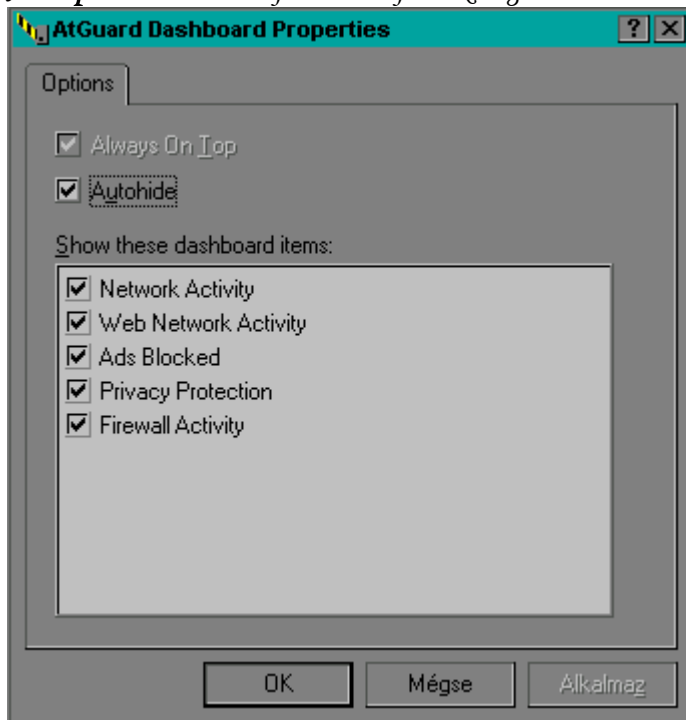 AtGuard Dashboard Properties
Options
Always On Top
Autohide
Show these dashboard items:
Network Activity
Web Network Activity
Ads Blocked
Privacy Protection
Firewall Activity
OK Mégse Alkalmaz